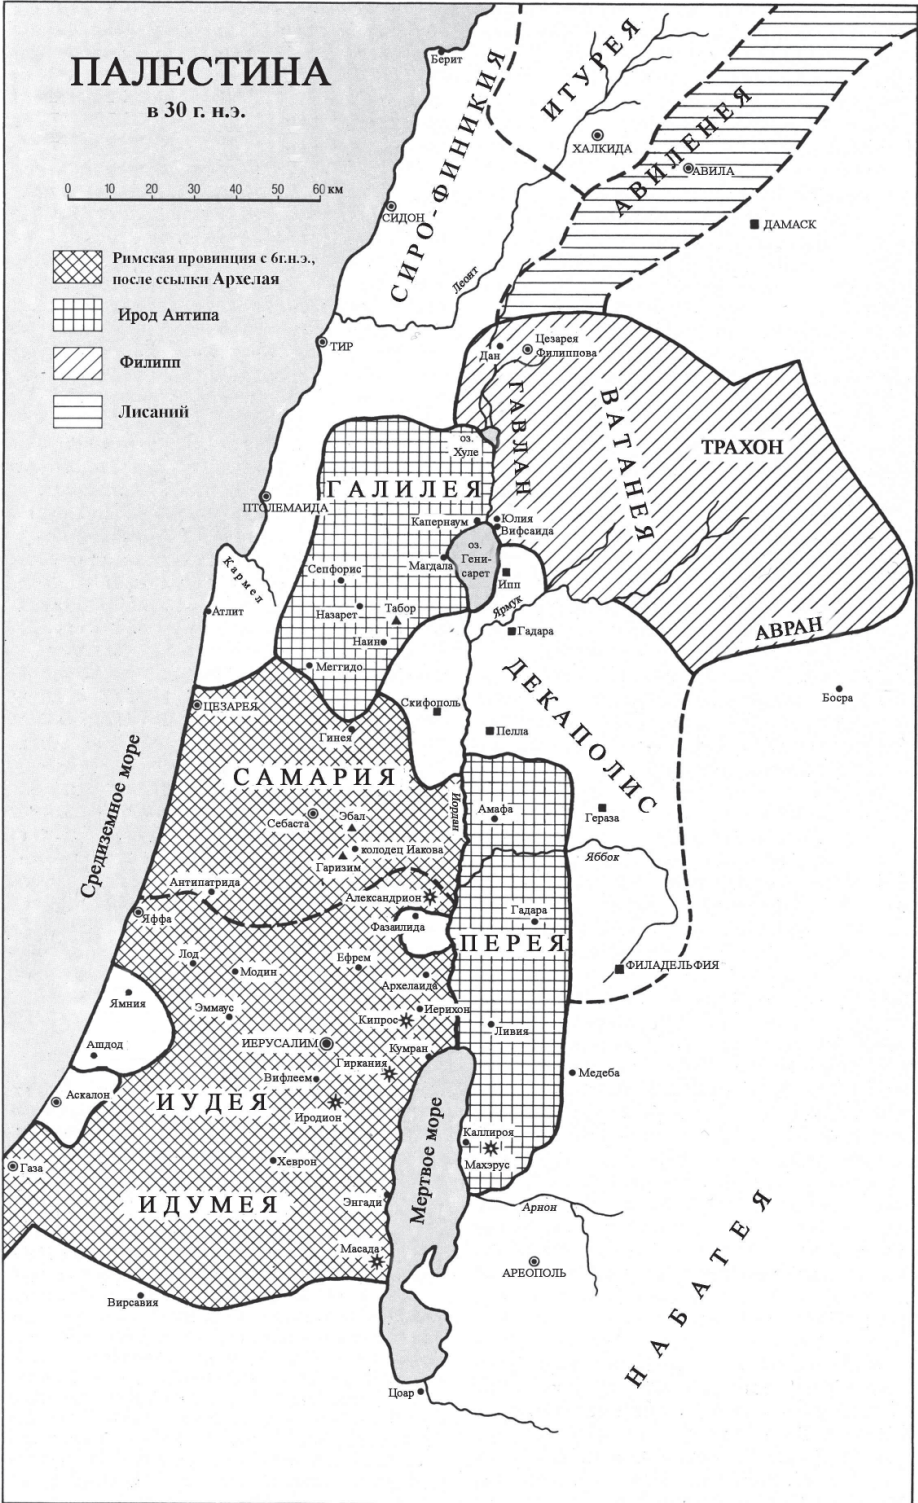 ПАЛЕСТИНА
в 30 г. н.э.
0 10 20 30 40 50 60 км
Римская провинция с 6г.н.э.,
после ссылки Архелая
Ирод Антипа
Филипп
Лисаний
Берит
СИРО-ФИНИКИЯ
ИТУРЕЯ
ХАЛКИДА
АВИЛЕНЕЯ
АВИЛА
СИДОН
ДАМАСК
Леонт
ТИР
Дан
Цезарея
Филиппова
ГАВЛАН
ВАТАНЕЯ
ТРАХОН
оз.
Хуле
ГАЛИЛЕЯ
ПТОЛЕМАИДА
Капернаум
Юлия
Вифсаида
оз.
Гени-
сарет
Магдала
Ипп
Кармел
Сепфорис
Атлит
Назарет
Табор
Ярмук
Гадара
АВРАН
Наин
Меггидо
ДЕКАПОЛИС
Босра
ЦЕЗАРЕЯ
Скифополь
Гинея
Пелла
САМАРИЯ
Средиземное море
Иордан
Амафа
Гераза
Себаста
Эбал
колодец Иакова
Гаризим
Яббок
Антипатрида
Александрион
Яффа
Фазаилида
Гадара
ПЕРЕЯ
Лод
Модин
Ефрем
ФИЛАДЕЛЬФИЯ
Архелаида
Ямния
Эммаус
Кипрос
Иерихон
Ливия
Ашдод
ИЕРУСАЛИМ
Кумран
Гиркания
Медеба
Вифлеем
Аскалон
ИУДЕЯ
Иродион
Мертвое море
Каллироя
Махэрус
Газа
Хеврон
ИДУМЕЯ
Энгади
Арнон
Масада
АРЕОПОЛЬ
НАБАТЕЯ
Вирсавия
Цоар